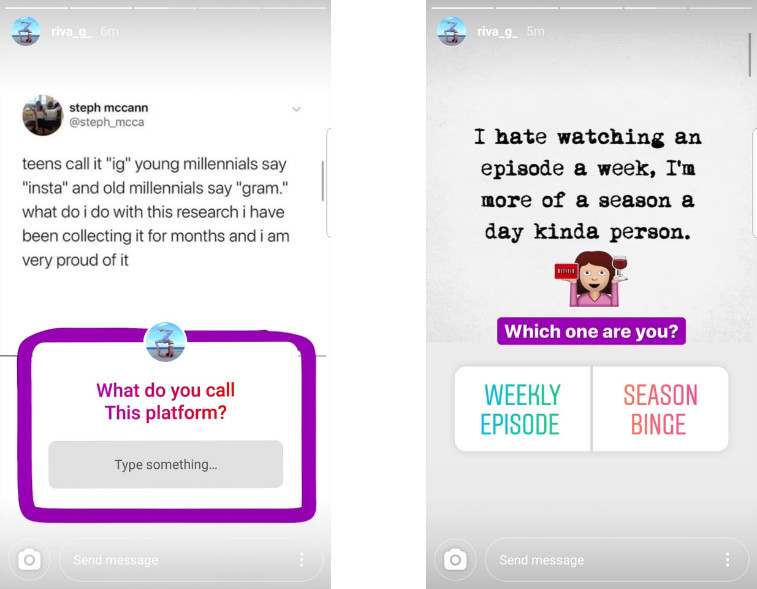 riva_g_ 6m
steph mccann
@steph_mcca
teens call it "ig" young millennials say
"insta" and old millennials say "gram."
what do i do with this research i have
been collecting it for months and i am
very proud of it
What do you call
This platform?
Type something...
Send message
riva_g_ 5m
I hate watching an
episode a week, I'm
more of a season a
day kinda person.
NETFLIX
Which one are you?
WEEKLY
EPISODE
SEASON
BINGE
Send message